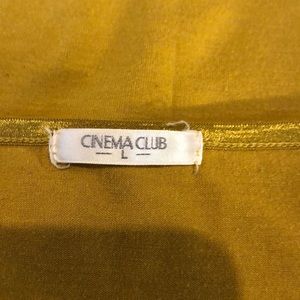 CINEMA CLUB
— L —